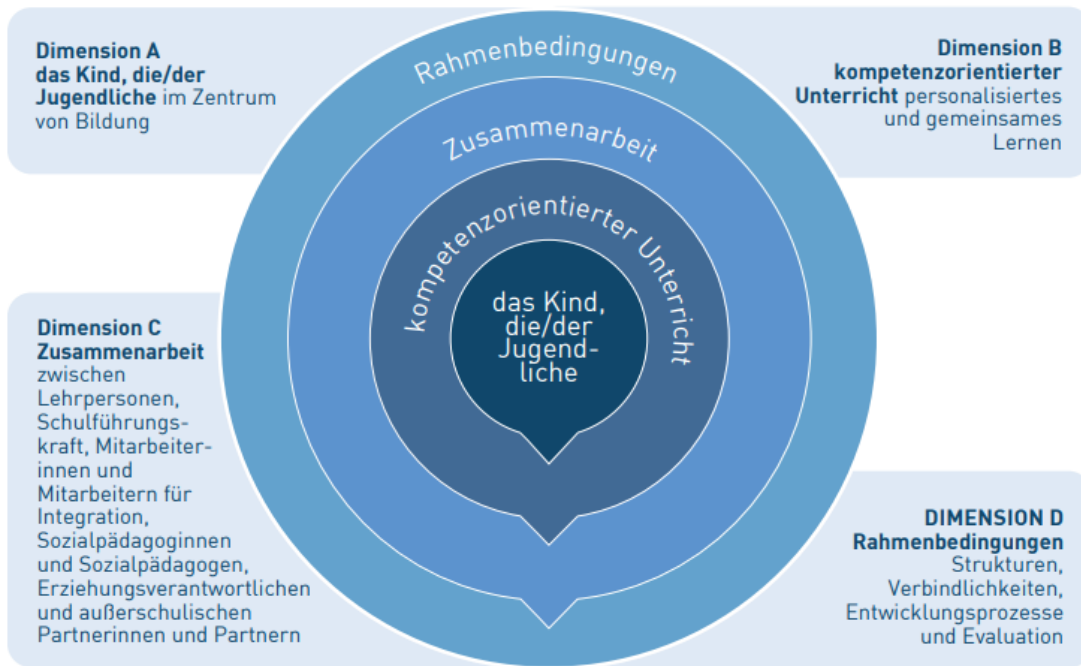 Dimension A
das Kind, die/der
Jugendliche im Zentrum
von Bildung
Dimension B
kompetenzorientierter
Unterricht personalisiertes
und gemeinsames
Lernen
Rahmenbedingungen
Zusammenarbeit
kompetenzorientierter Unterricht
das Kind,
die/der
Jugend-
liche
Dimension C
Zusammenarbeit
zwischen
Lehrpersonen,
Schulführungs-
kraft, Mitarbeiter-
innen und
Mitarbeitern für
Integration,
Sozialpädagoginnen
und Sozialpädagogen,
Erziehungsverantwortlichen
und außerschulischen
Partnerinnen und Partnern
DIMENSION D
Rahmenbedingungen
Strukturen,
Verbindlichkeiten,
Entwicklungsprozesse
und Evaluation